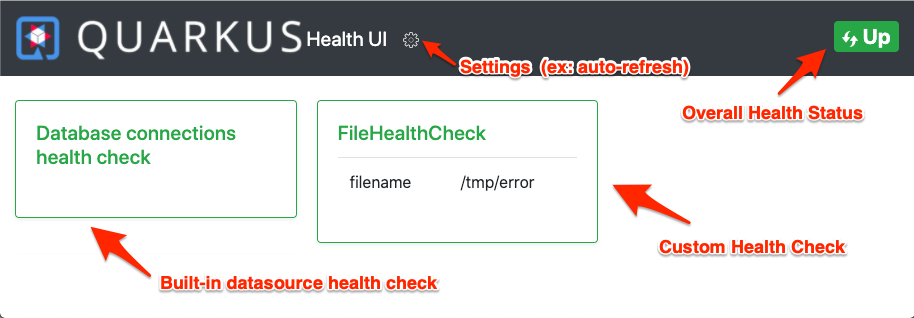 QUARKUS Health UI
Up
Settings (ex: auto-refresh)
Overall Health Status
Database connections
health check
FileHealthCheck
filename /tmp/error
Custom Health Check
Built-in datasource health check